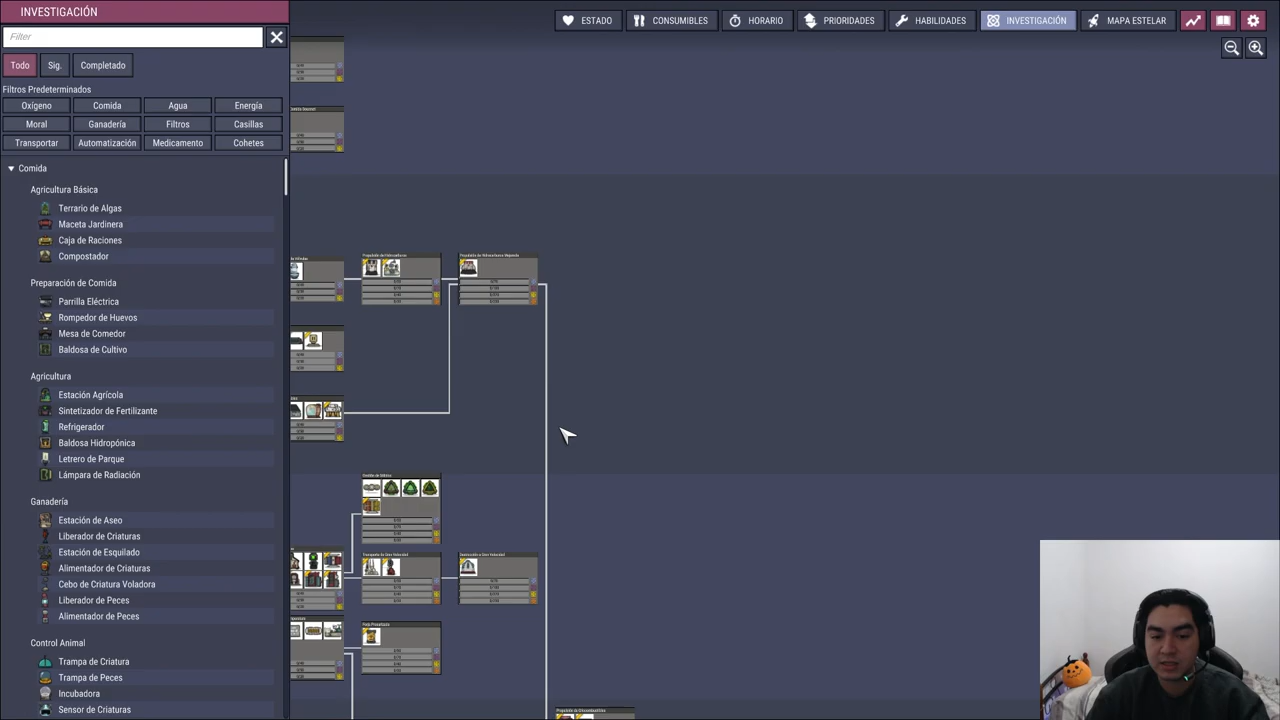 INVESTIGACIÓN
Filter
Todo
Sig.
Completado
Filtros Predeterminados
Oxígeno
Comida
Agua
Energía
Moral
Ganadería
Filtros
Casillas
Transportar
Automatización
Medicamento
Cohetes
Comida
Agricultura Básica
Terrario de Algas
Maceta Jardinera
Caja de Raciones
Compostador
Preparación de Comida
Parrilla Eléctrica
Rompedor de Huevos
Mesa de Comedor
Baldosa de Cultivo
Agricultura
Estación Agrícola
Sintetizador de Fertilizante
Refrigerador
Baldosa Hidropónica
Letrero de Parque
Lámpara de Radiación
Ganadería
Estación de Aseo
Liberador de Criaturas
Estación de Esquilado
Alimentador de Criaturas
Cebo de Criatura Voladora
Liberador de Peces
Alimentador de Peces
Control Animal
Trampa de Criatura
Trampa de Peces
Incubadora
Sensor de Criaturas
ESTADO
CONSUMIBLES
HORARIO
PRIORIDADES
HABILIDADES
INVESTIGACIÓN
MAPA ESTELAR